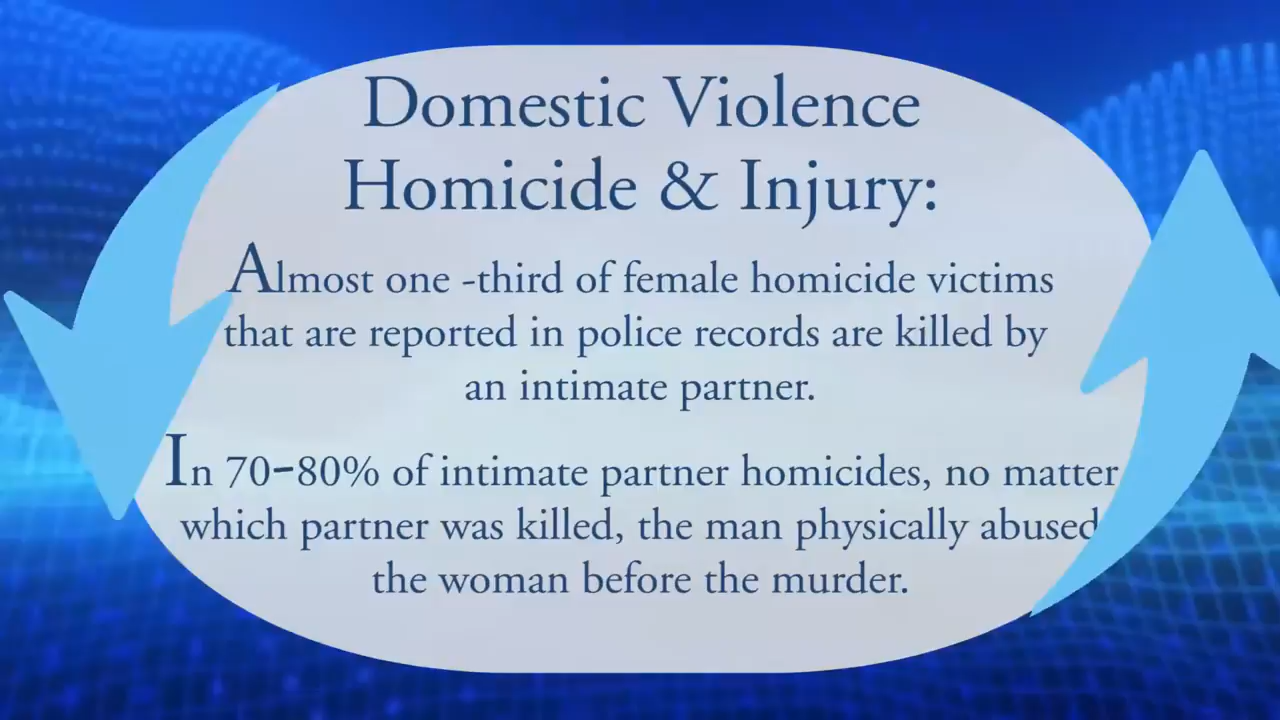 Domestic Violence
Homicide & Injury:
Almost one -third of female homicide victims
that are reported in police records are killed by
an intimate partner.
In 70-80% of intimate partner homicides, no matter
which partner was killed, the man physically abused
the woman before the murder.